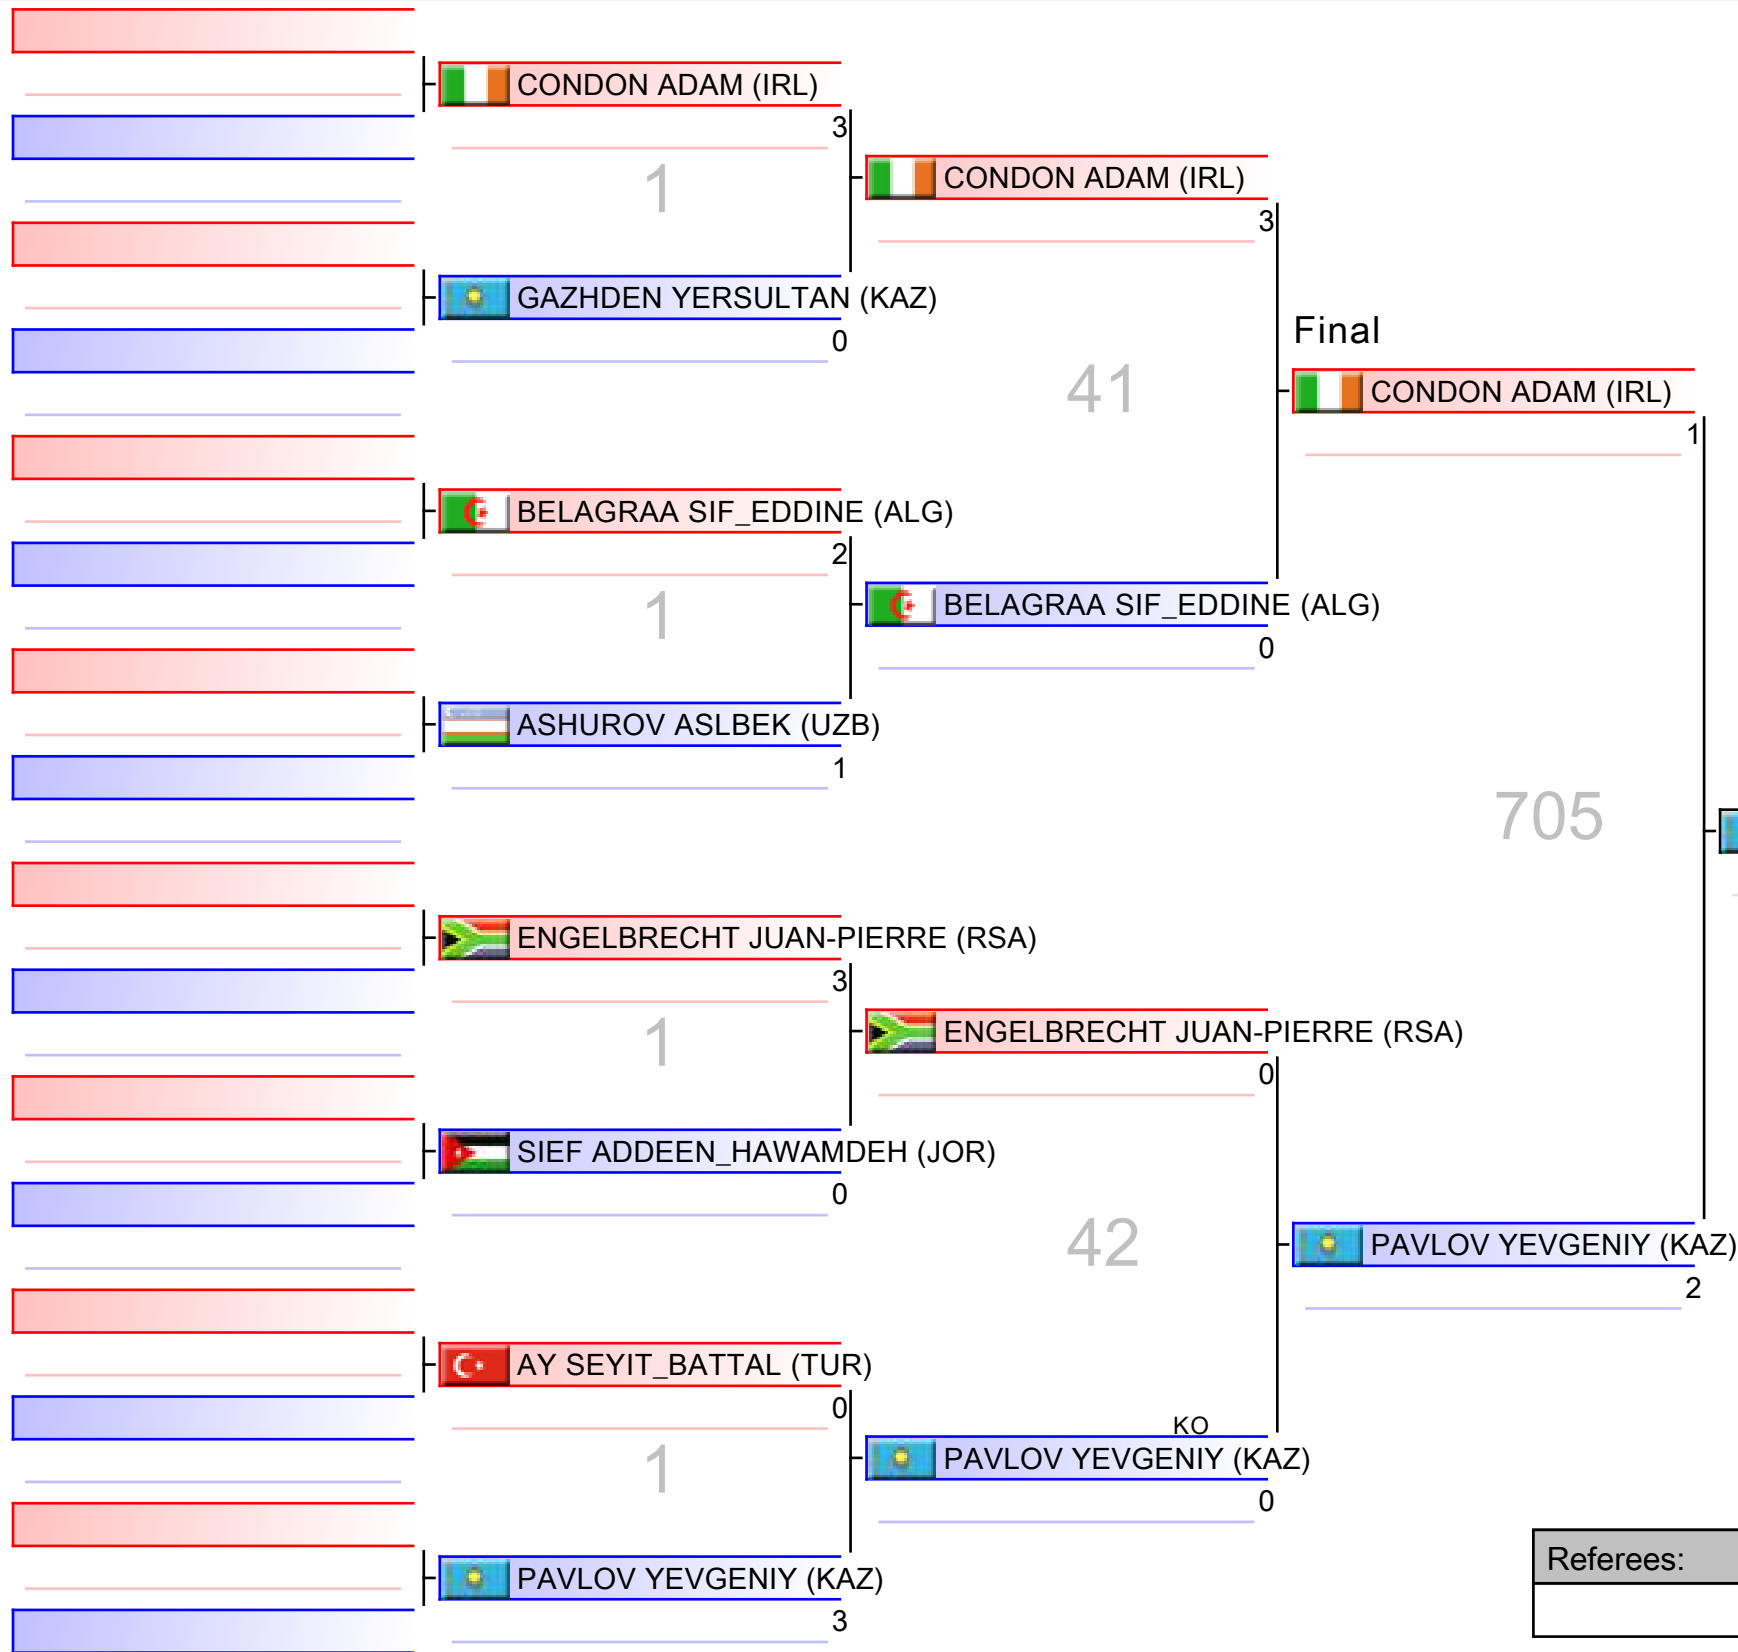 CONDON ADAM (IRL)
3
1
GAZHDEN YERSULTAN (KAZ)
0
BELAGRAA SIF_EDDINE (ALG)
2
1
ASHUROV ASLBEK (UZB)
1
ENGELBRECHT JUAN-PIERRE (RSA)
3
1
SIEF ADDEEN_HAWAMDEH (JOR)
0
AY SEYIT_BATTAL (TUR)
0
1
PAVLOV YEVGENIY (KAZ)
3
CONDON ADAM (IRL)
3
41
BELAGRAA SIF_EDDINE (ALG)
0
ENGELBRECHT JUAN-PIERRE (RSA)
0
42
KO
PAVLOV YEVGENIY (KAZ)
0
Final
CONDON ADAM (IRL)
1
705
PAVLOV YEVGENIY (KAZ)
2
Referees: